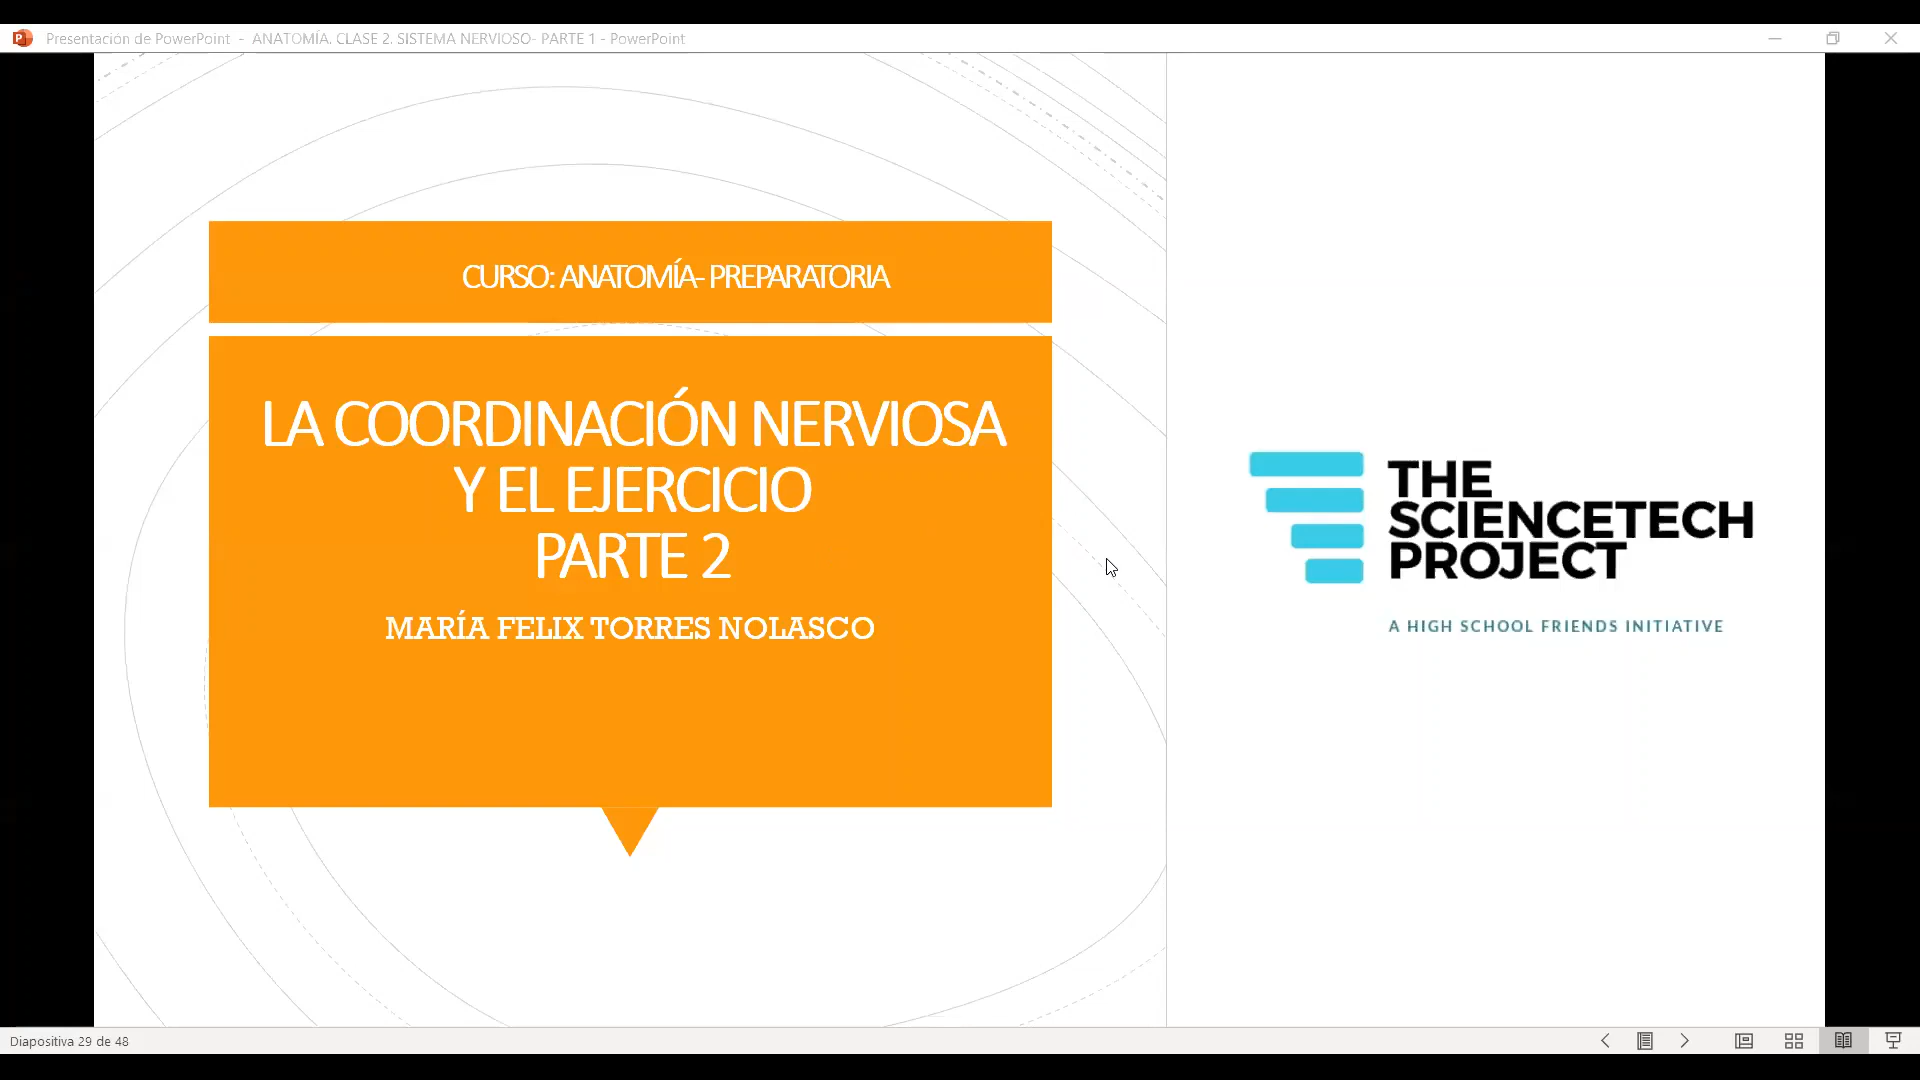 Presentación de PowerPoint - ANATOMÍA. CLASE 2. SISTEMA NERVIOSO- PARTE 1 - PowerPoint
CURSO: ANATOMÍA- PREPARATORIA
LA COORDINACIÓN NERVIOSA
Y EL EJERCICIO
PARTE 2
MARÍA FELIX TORRES NOLASCO
THE
SCIENCETECH
PROJECT
A HIGH SCHOOL FRIENDS INITIATIVE
Diapositiva 29 de 48